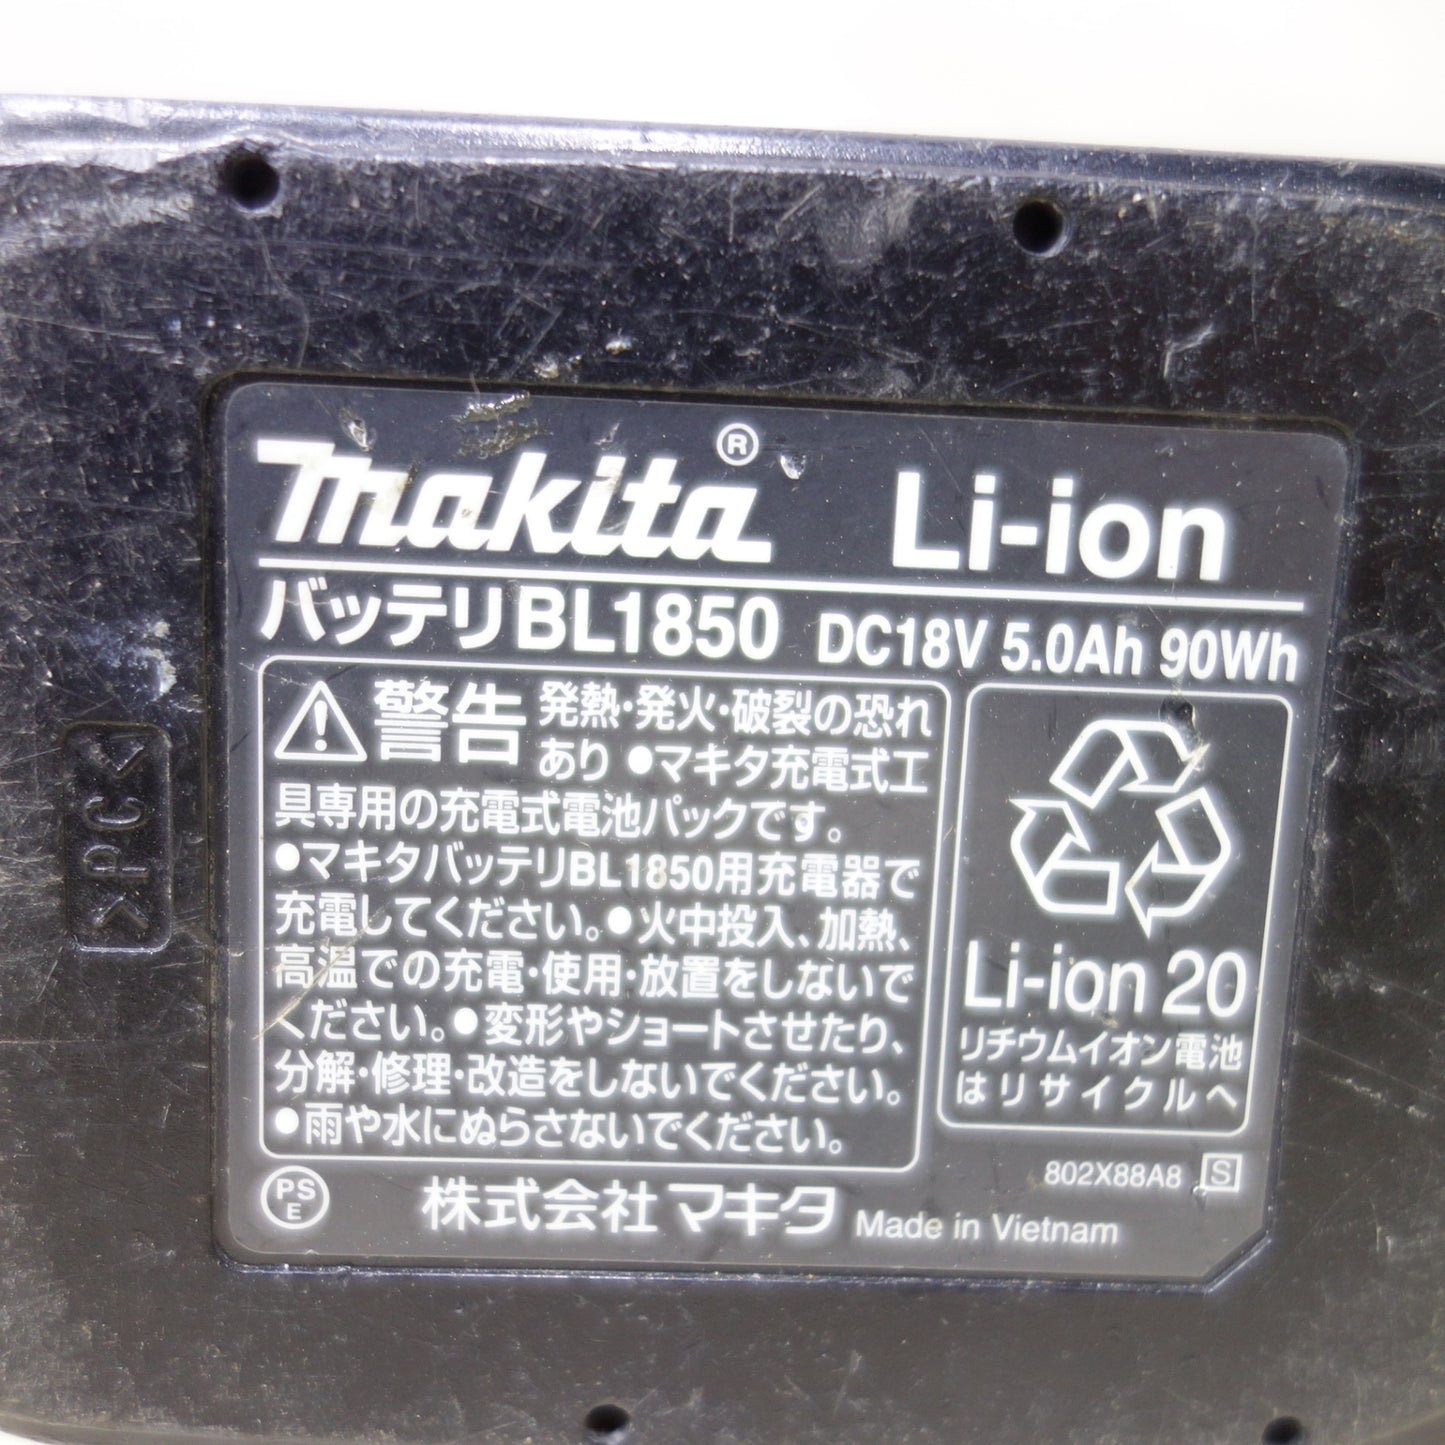 makita® Li-ion
バッテリBL1850 DC18V 5.0Ah 90Wh
警告 発熱・発火・破裂の恐れ
あり ●マキタ充電式工
具専用の充電式電池パックです。
●マキタバッテリBL1850用充電器で
充電してください。●火中投入、加熱、
高温での充電・使用・放置をしないで
ください。●変形やショートさせたり、
分解・修理・改造をしないでください。
●雨や水にぬらさないでください。
Li-ion 20
リチウムイオン電池
はリサイクルへ
802X88A8 S
PS
E
株式会社マキタ Made in Vietnam
>PC<